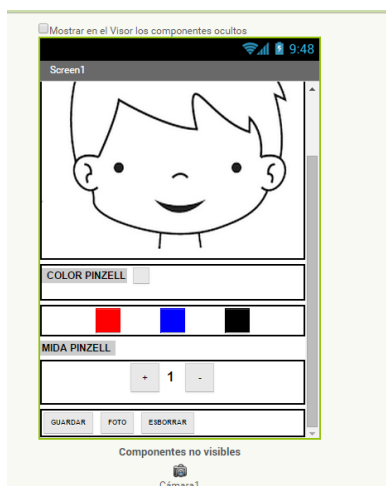 Mostrar en el Visor los componentes ocultos
9:48
Screen1
COLOR PINZELL
MIDA PINZELL
+ 1 -
GUARDAR FOTO ESBORRAR
Componentes no visibles
Cámara1